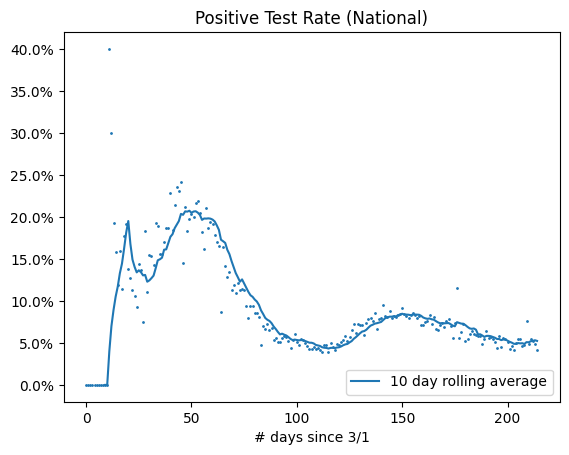 Positive Test Rate (National)
40.0%
35.0%
30.0%
25.0%
20.0%
15.0%
10.0%
5.0%
0.0%
10 day rolling average
0 50 100 150 200
# days since 3/1